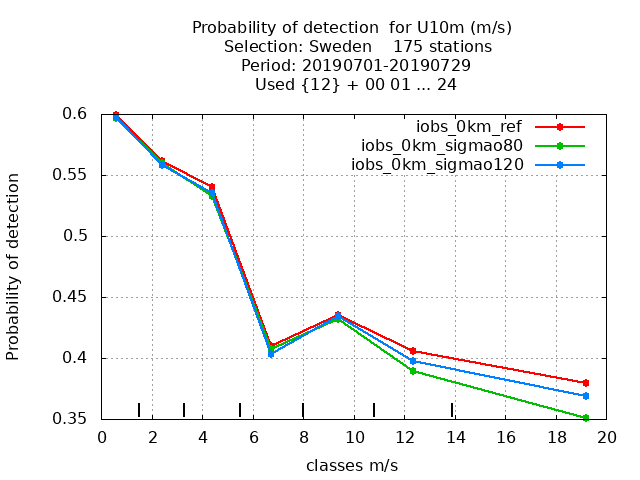 Probability of detection  for U10m (m/s)
Selection: Sweden    175 stations
Period: 20190701-20190729
Used {12} + 00 01 ... 24
iobs_0km_ref
iobs_0km_sigmao80
iobs_0km_sigmao120
Probability of detection
0.6
0.55
0.5
0.45
0.4
0.35
0 2 4 6 8 10 12 14 16 18 20
classes m/s